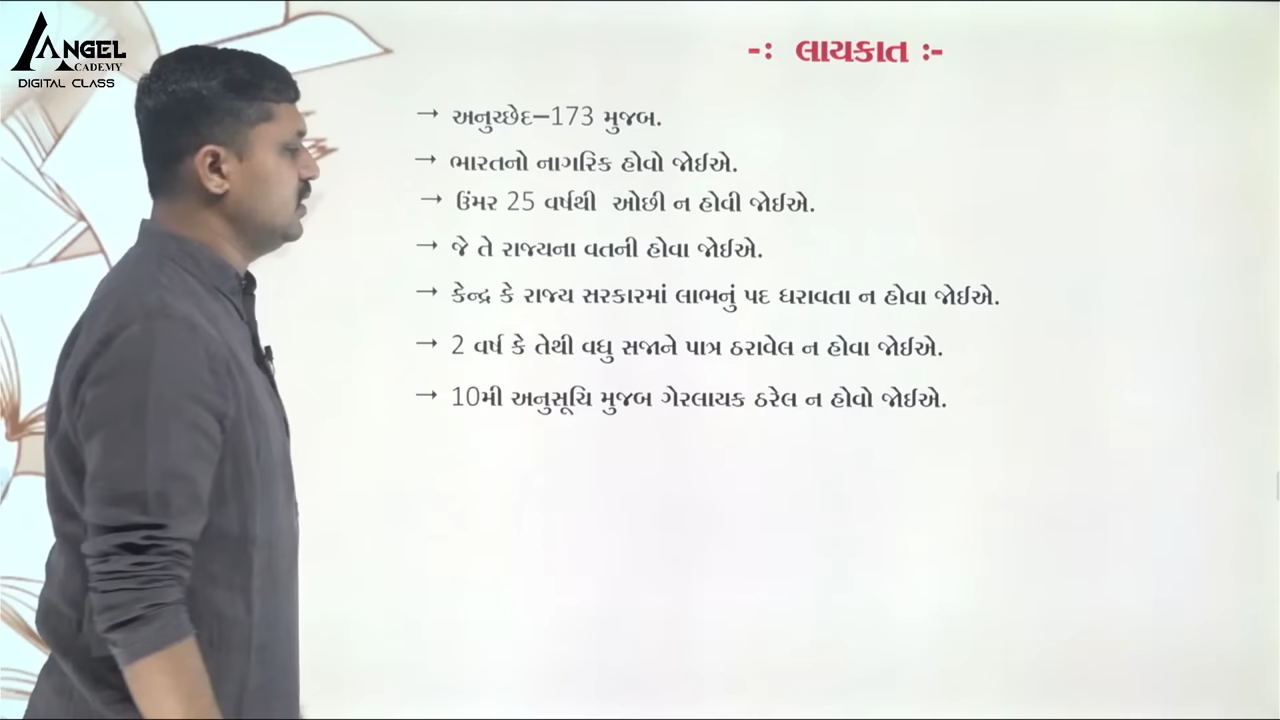 ANGEL
ACADEMY
DIGITAL CLASS
-: લાયકાત :-
→ અનુચ્છેદ–173 મુજબ.
→ ભારતનો નાગરિક હોવો જોઈએ.
→ ઉંમર 25 વર્ષથી ઓછી ન હોવી જોઈએ.
→ જે તે રાજ્યના વતની હોવા જોઈએ.
→ કેન્દ્ર કે રાજ્ય સરકારમાં લાભનું પદ ધરાવતા ન હોવા જોઈએ.
→ 2 વર્ષ કે તેથી વધુ સજાને પાત્ર ઠરાવેલ ન હોવા જોઈએ.
→ 10મી અનુસૂચિ મુજબ ગેરલાયક ઠરેલ ન હોવો જોઈએ.